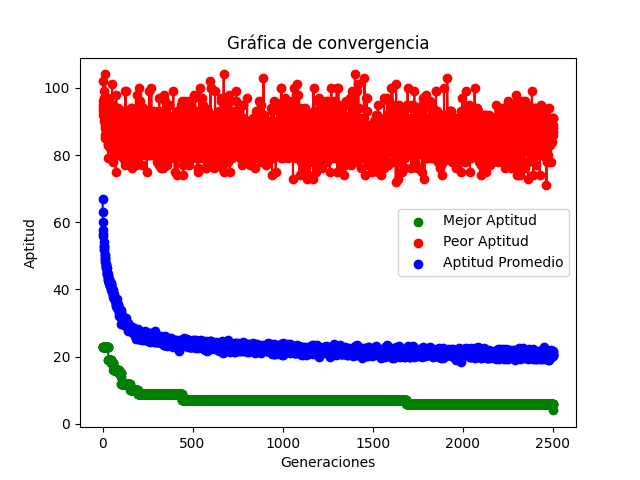 Gráfica de convergencia
Aptitud
100
80
60
40
20
0
Mejor Aptitud
Peor Aptitud
Aptitud Promedio
0 500 1000 1500 2000 2500
Generaciones